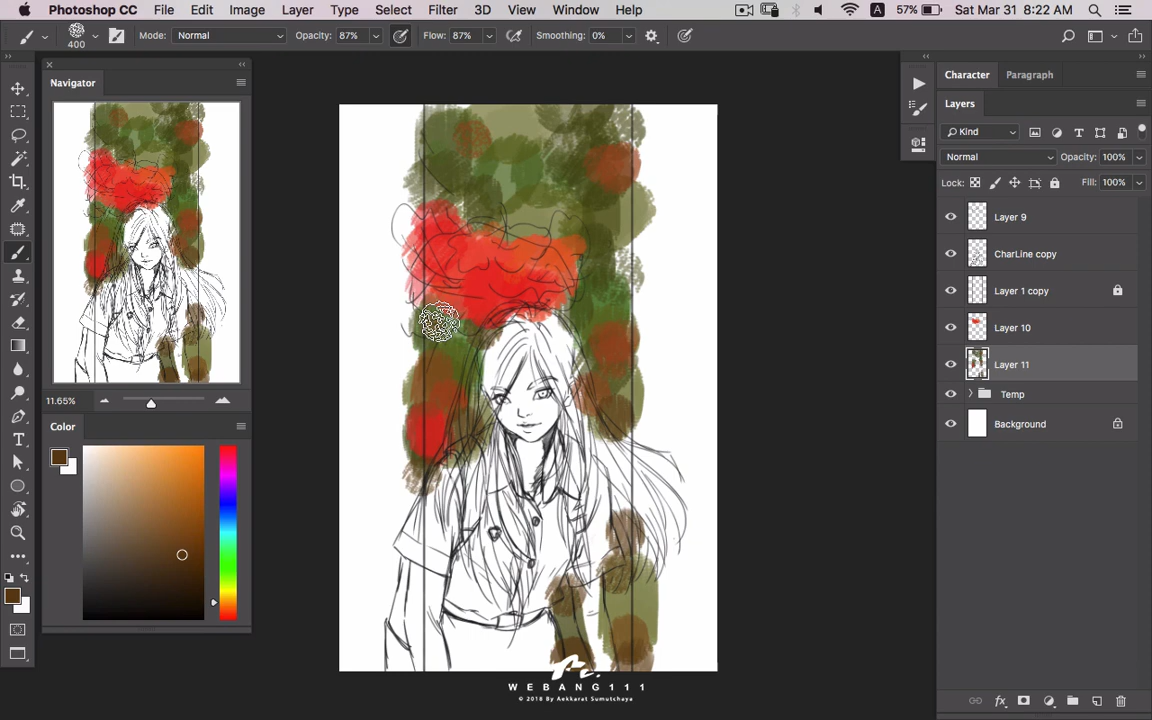 Photoshop CC File Edit Image Layer Type Select Filter 3D View Window Help A 57% Sat Mar 31 8:22 AM
400 Mode: Normal Opacity: 87% Flow: 87% Smoothing: 0%
Navigator
11.65%
Color
Character Paragraph
Layers
Kind
Normal Opacity: 100%
Lock: Fill: 100%
Layer 9
CharLine copy
Layer 1 copy
Layer 10
Layer 11
Temp
Background
WEBANG111
© 2018 By Aekkarat Sumutchaya